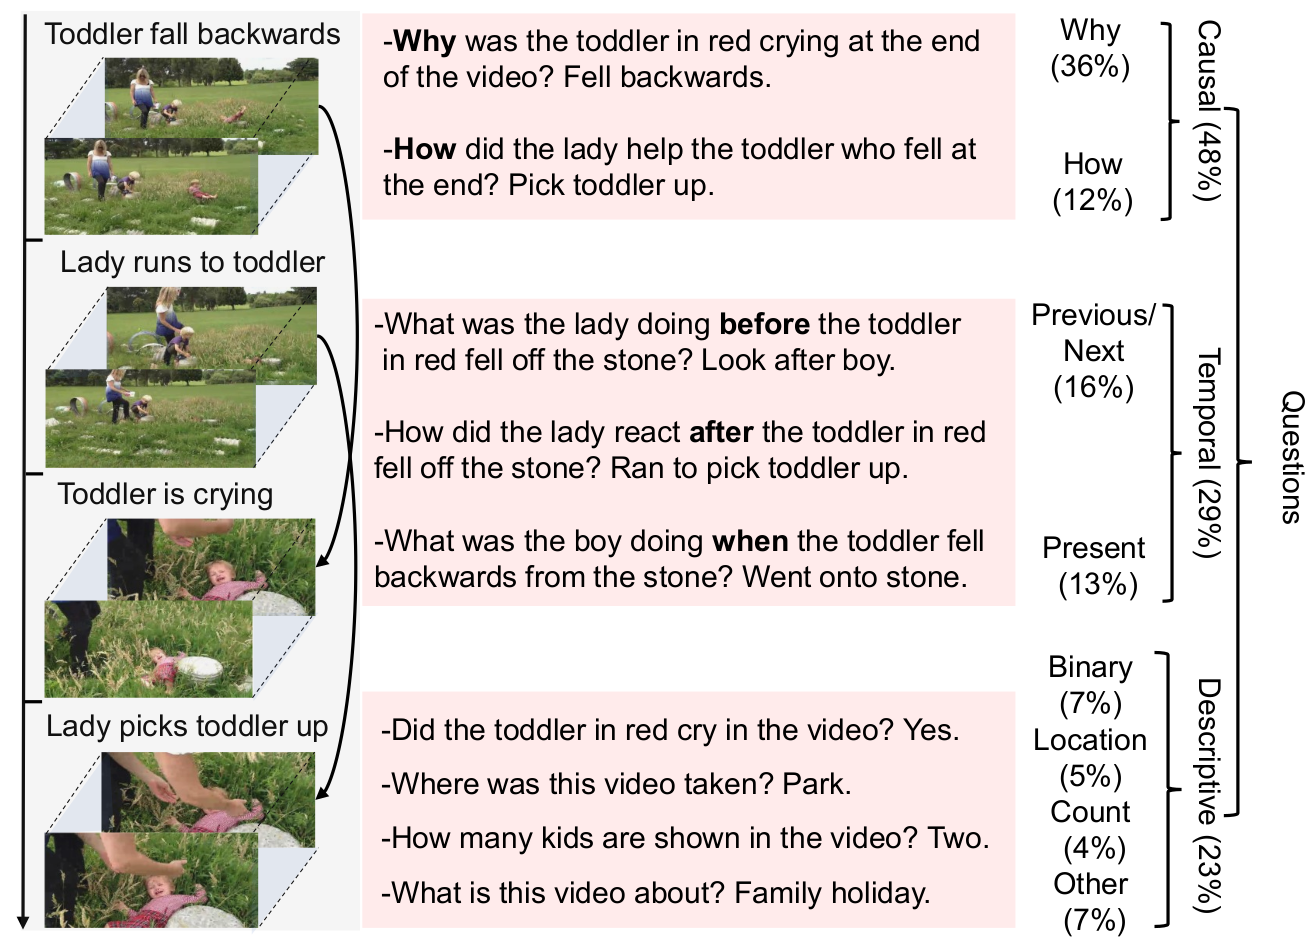 Toddler fall backwards
Lady runs to toddler
Toddler is crying
Lady picks toddler up
-Why was the toddler in red crying at the end
of the video? Fell backwards.
-How did the lady help the toddler who fell at
the end? Pick toddler up.
-What was the lady doing before the toddler
in red fell off the stone? Look after boy.
-How did the lady react after the toddler in red
fell off the stone? Ran to pick toddler up.
-What was the boy doing when the toddler fell
backwards from the stone? Went onto stone.
-Did the toddler in red cry in the video? Yes.
-Where was this video taken? Park.
-How many kids are shown in the video? Two.
-What is this video about? Family holiday.
Why
(36%)
How
(12%)
Previous/
Next
(16%)
Present
(13%)
Binary
(7%)
Location
(5%)
Count
(4%)
Other
(7%)
Causal (48%)
Temporal (29%)
Descriptive (23%)
Questions